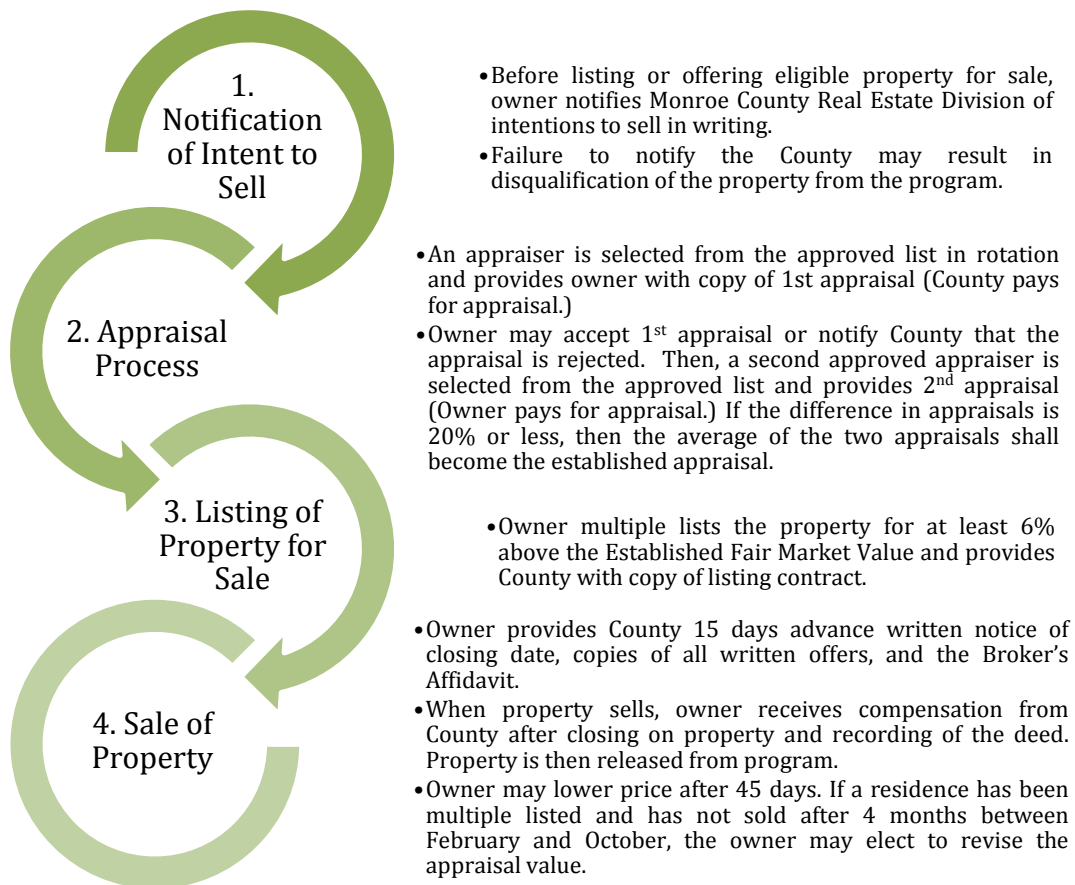 1.
Notification
of Intent to
Sell
•Before listing or offering eligible property for sale,
owner notifies Monroe County Real Estate Division of
intentions to sell in writing.
•Failure to notify the County may result in
disqualification of the property from the program.
2. Appraisal
Process
•An appraiser is selected from the approved list in rotation
and provides owner with copy of 1st appraisal (County pays
for appraisal.)
•Owner may accept 1st appraisal or notify County that the
appraisal is rejected. Then, a second approved appraiser is
selected from the approved list and provides 2nd appraisal
(Owner pays for appraisal.) If the difference in appraisals is
20% or less, then the average of the two appraisals shall
become the established appraisal.
3. Listing of
Property for
Sale
•Owner multiple lists the property for at least 6%
above the Established Fair Market Value and provides
County with copy of listing contract.
4. Sale of
Property
•Owner provides County 15 days advance written notice of
closing date, copies of all written offers, and the Broker’s
Affidavit.
•When property sells, owner receives compensation from
County after closing on property and recording of the deed.
Property is then released from program.
•Owner may lower price after 45 days. If a residence has been
multiple listed and has not sold after 4 months between
February and October, the owner may elect to revise the
appraisal value.